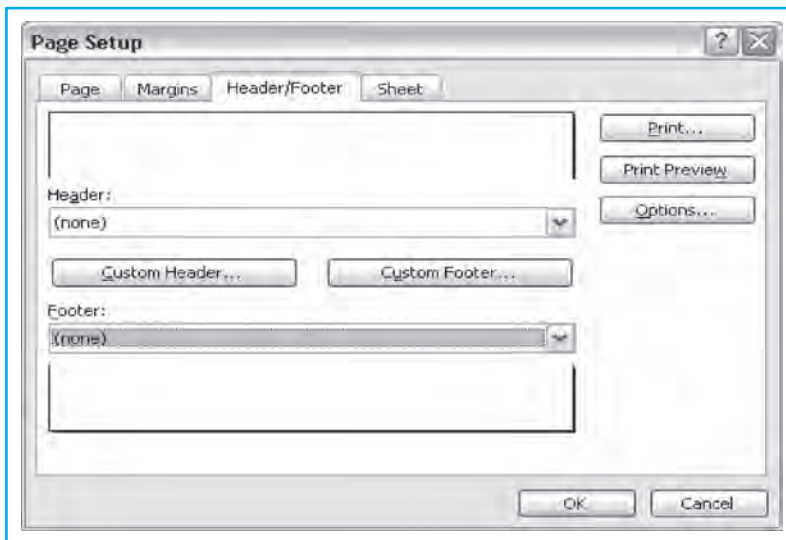 Page Setup
Page Margins Header/Footer Sheet
Print...
Print Preview
Header:
(none)
Options...
Custom Header... Custom Footer...
Footer:
(none)
OK Cancel